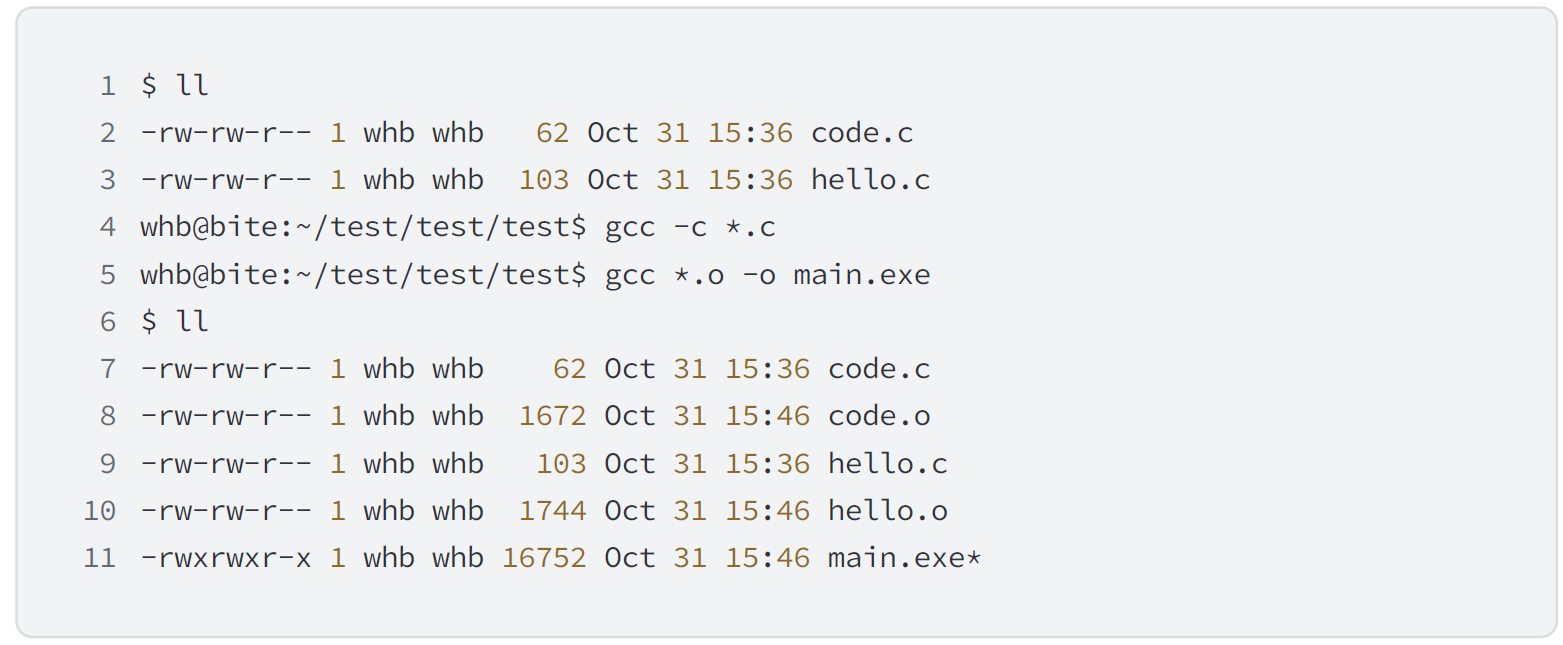 1 $ ll
2 -rw-rw-r-- 1 whb whb   62 Oct 31 15:36 code.c
3 -rw-rw-r-- 1 whb whb  103 Oct 31 15:36 hello.c
4 whb@bite:~/test/test/test$ gcc -c *.c
5 whb@bite:~/test/test/test$ gcc *.o -o main.exe
6 $ ll
7 -rw-rw-r-- 1 whb whb    62 Oct 31 15:36 code.c
8 -rw-rw-r-- 1 whb whb  1672 Oct 31 15:46 code.o
9 -rw-rw-r-- 1 whb whb   103 Oct 31 15:36 hello.c
10 -rw-rw-r-- 1 whb whb  1744 Oct 31 15:46 hello.o
11 -rwxrwxr-x 1 whb whb 16752 Oct 31 15:46 main.exe*